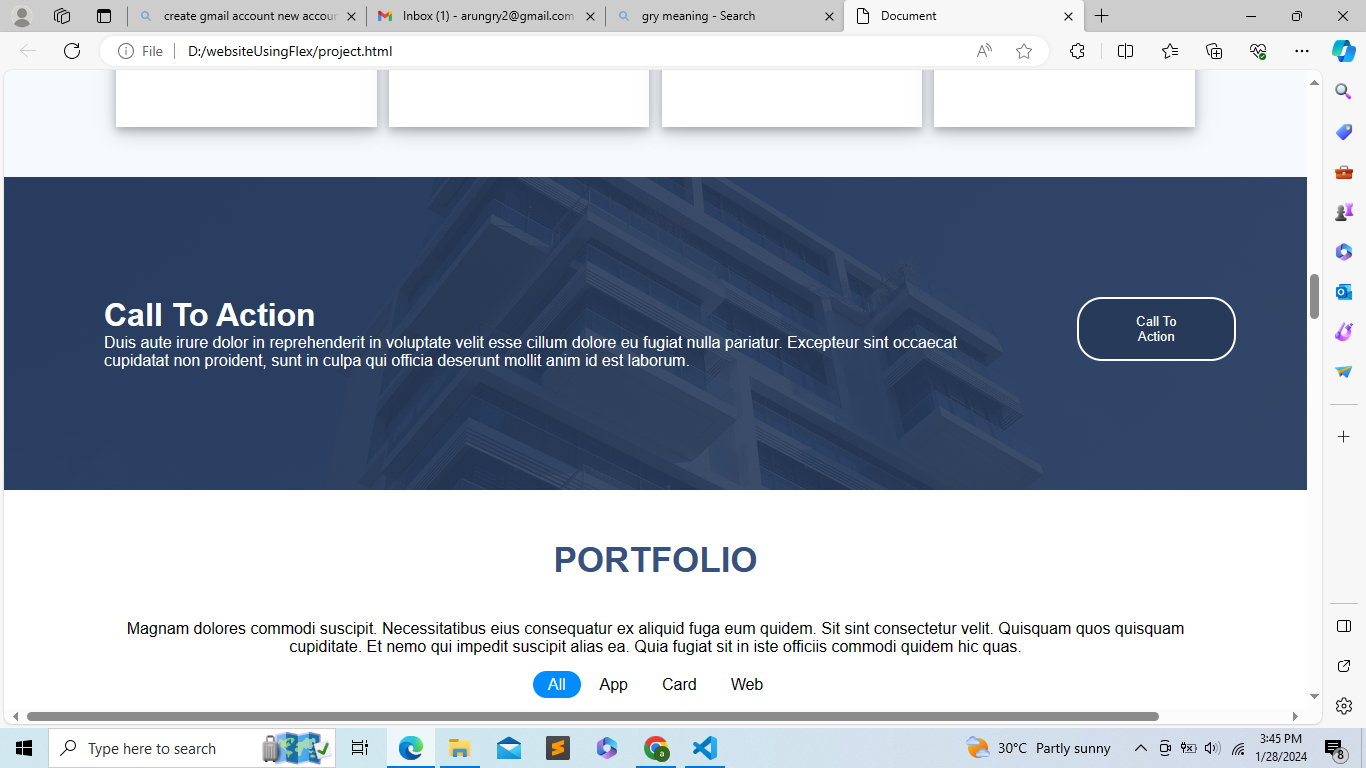 create gmail account new accour
Inbox (1) - arungry2@gmail.com
gry meaning - Search
Document
File
D:/websiteUsingFlex/project.html
Call To Action
Duis aute irure dolor in reprehenderit in voluptate velit esse cillum dolore eu fugiat nulla pariatur. Excepteur sint occaecat
cupidatat non proident, sunt in culpa qui officia deserunt mollit anim id est laborum.
Call To
Action
PORTFOLIO
Magnam dolores commodi suscipit. Necessitatibus eius consequatur ex aliquid fuga eum quidem. Sit sint consectetur velit. Quisquam quos quisquam
cupiditate. Et nemo qui impedit suscipit alias ea. Quia fugiat sit in iste officiis commodi quidem hic quas.
All App Card Web
Type here to search
a
30°C Partly sunny
3:45 PM
1/28/2024
8